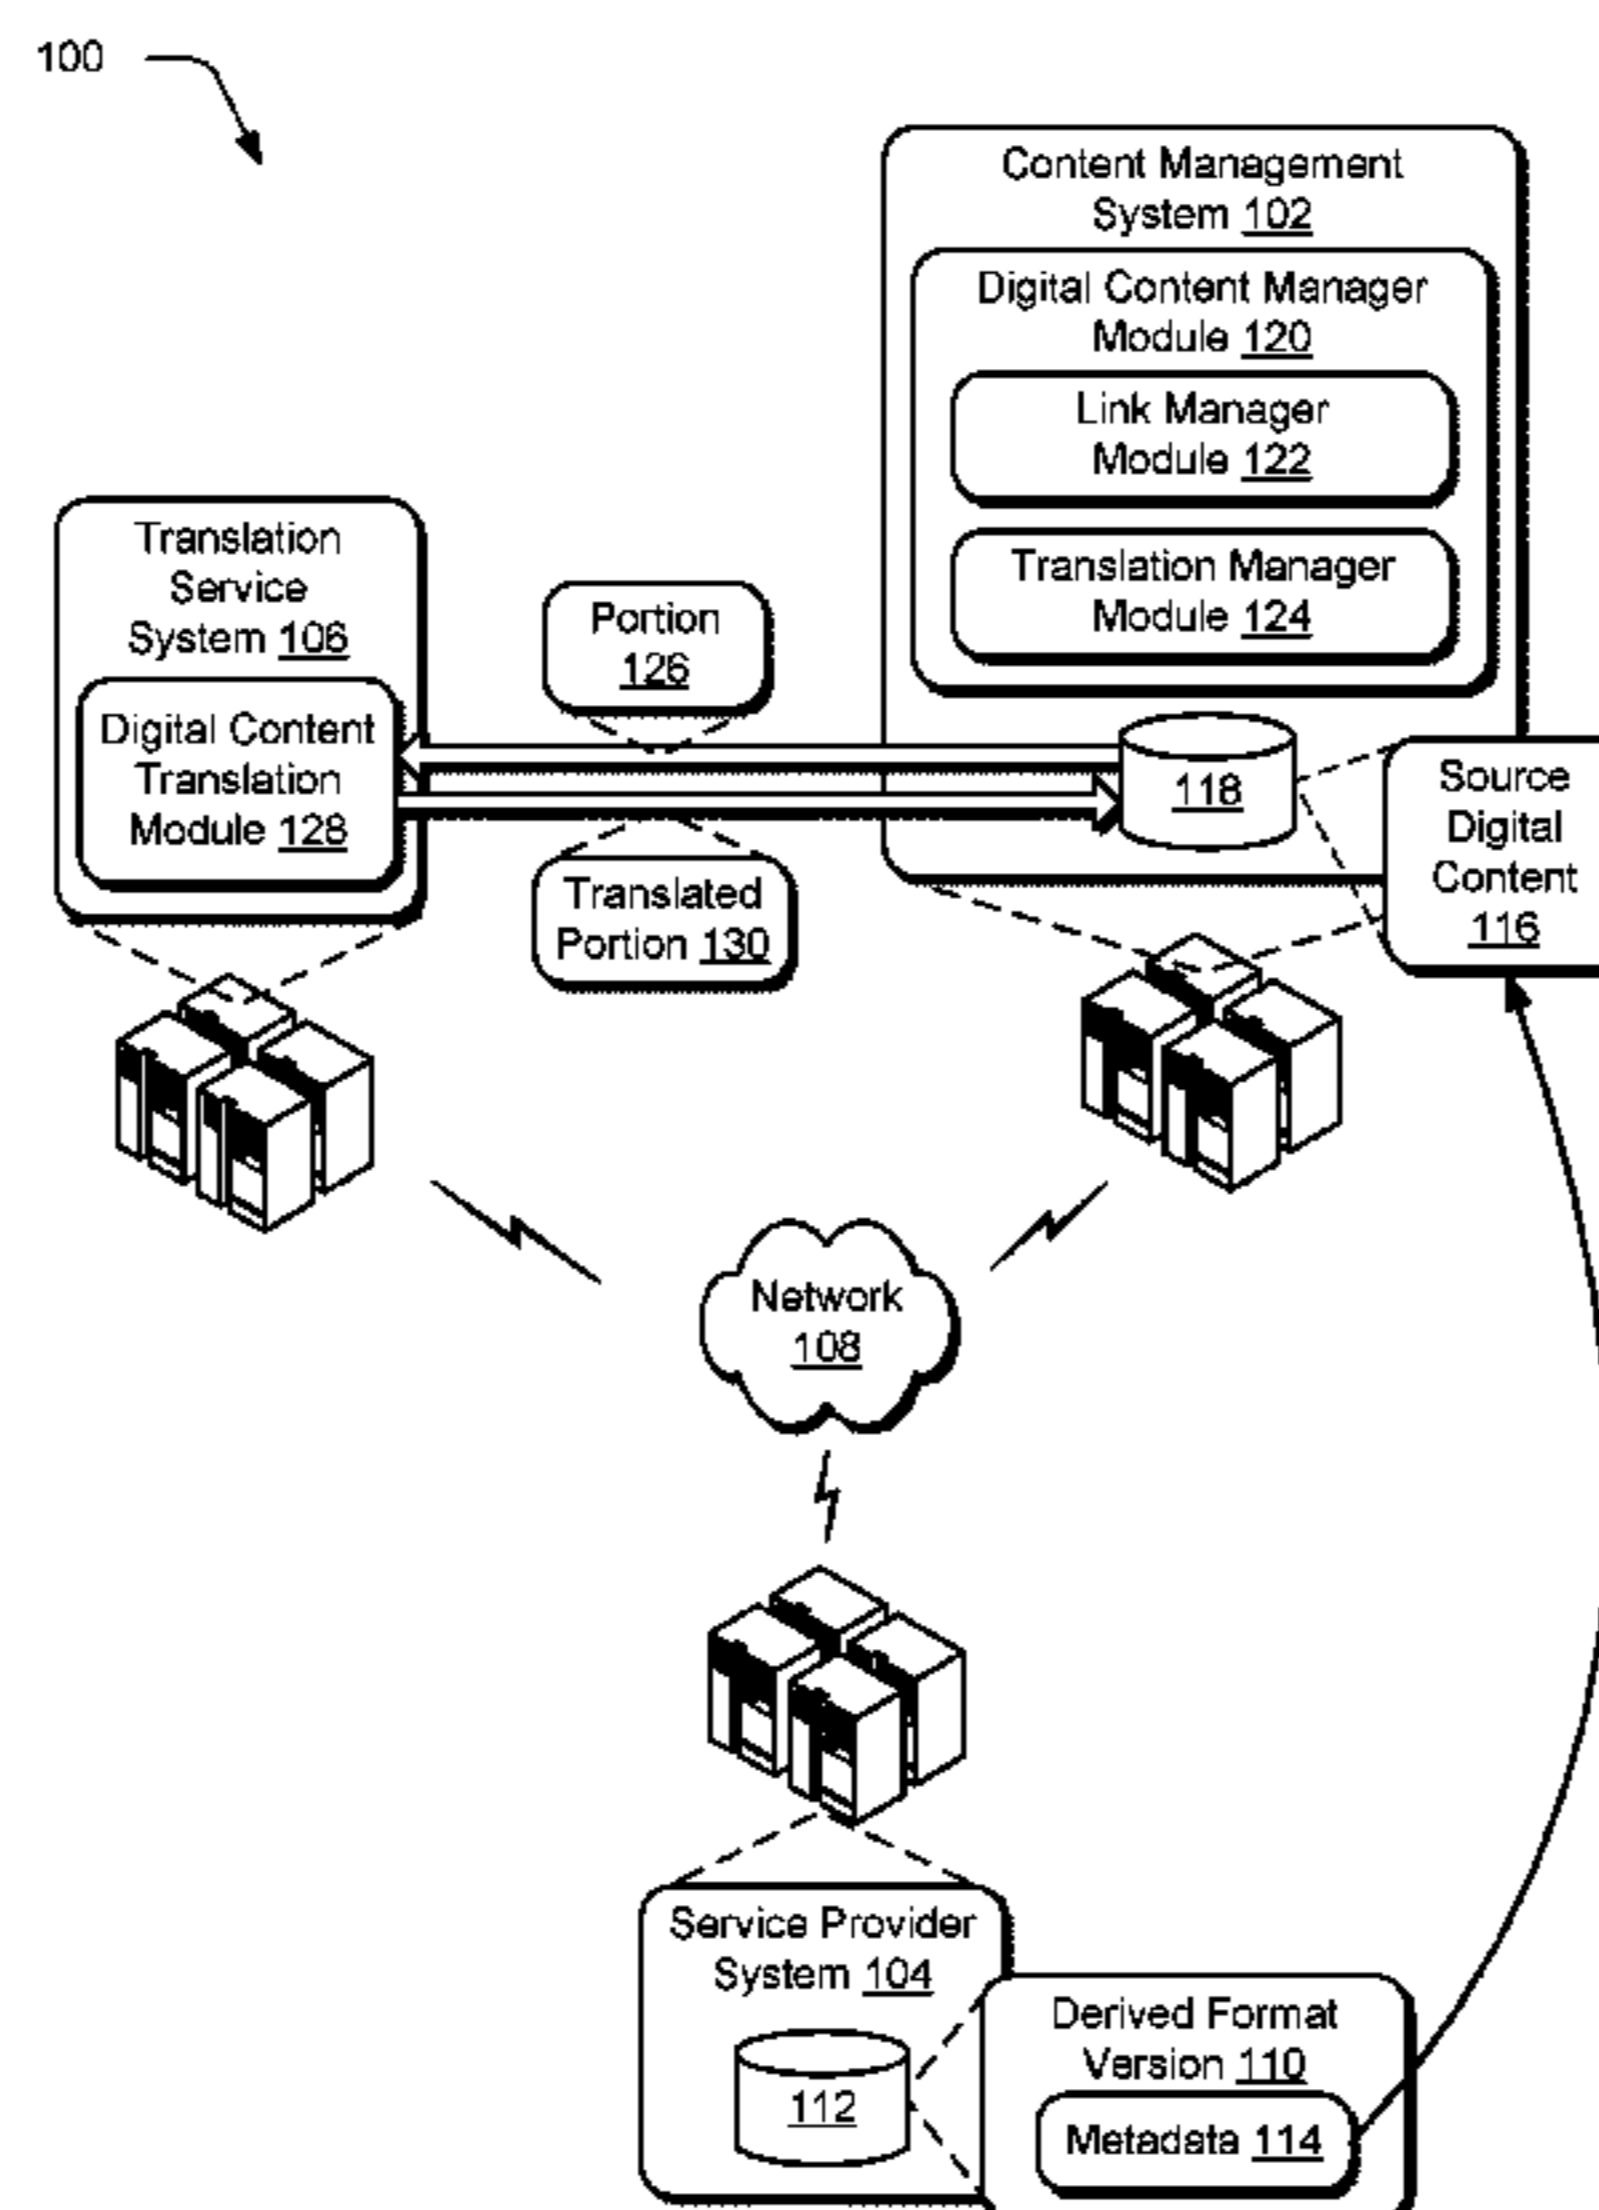 100
Content Management
System 102
Digital Content Manager
Module 120
Link Manager
Module 122
Translation Manager
Module 124
Translation
Service
System 106
Digital Content
Translation
Module 128
Portion
126
Translated
Portion 130
118
Source
Digital
Content
116
Network
108
Service Provider
System 104
112
Derived Format
Version 110
Metadata 114